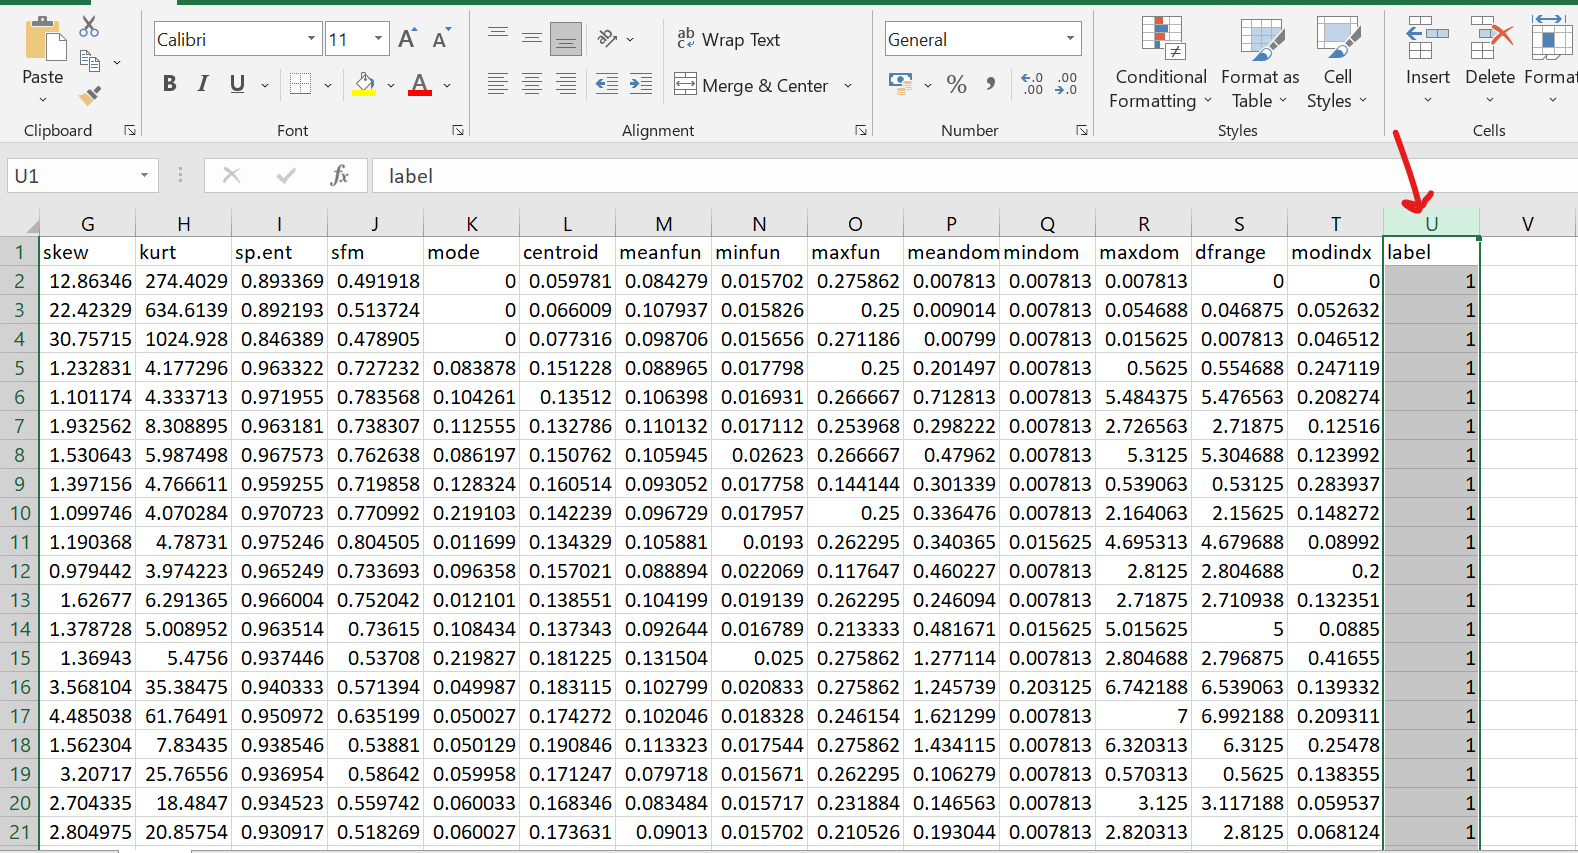 Calibri 11 A A ab c Wrap Text General
Paste B I U A Merge & Center % , .0 .00 .00 .0 Conditional Formatting Format as Table Cell Styles Insert Delete Format
Clipboard Font Alignment Number Styles Cells
U1 fx label
G H I J K L M N O P Q R S T U V
1 skew kurt sp.ent sfm mode centroid meanfun minfun maxfun meandom mindom maxdom dfrange modindx label
2 12.86346 274.4029 0.893369 0.491918 0 0.059781 0.084279 0.015702 0.275862 0.007813 0.007813 0.007813 0 0 1
3 22.42329 634.6139 0.892193 0.513724 0 0.066009 0.107937 0.015826 0.25 0.009014 0.007813 0.054688 0.046875 0.052632 1
4 30.75715 1024.928 0.846389 0.478905 0 0.077316 0.098706 0.015656 0.271186 0.00799 0.007813 0.015625 0.007813 0.046512 1
5 1.232831 4.177296 0.963322 0.727232 0.083878 0.151228 0.088965 0.017798 0.25 0.201497 0.007813 0.5625 0.554688 0.247119 1
6 1.101174 4.333713 0.971955 0.783568 0.104261 0.13512 0.106398 0.016931 0.266667 0.712813 0.007813 5.484375 5.476563 0.208274 1
7 1.932562 8.308895 0.963181 0.738307 0.112555 0.132786 0.110132 0.017112 0.253968 0.298222 0.007813 2.726563 2.71875 0.12516 1
8 1.530643 5.987498 0.967573 0.762638 0.086197 0.150762 0.105945 0.02623 0.266667 0.47962 0.007813 5.3125 5.304688 0.123992 1
9 1.397156 4.766611 0.959255 0.719858 0.128324 0.160514 0.093052 0.017758 0.144144 0.301339 0.007813 0.539063 0.53125 0.283937 1
10 1.099746 4.070284 0.970723 0.770992 0.219103 0.142239 0.096729 0.017957 0.25 0.336476 0.007813 2.164063 2.15625 0.148272 1
11 1.190368 4.78731 0.975246 0.804505 0.011699 0.134329 0.105881 0.0193 0.262295 0.340365 0.015625 4.695313 4.679688 0.08992 1
12 0.979442 3.974223 0.965249 0.733693 0.096358 0.157021 0.088894 0.022069 0.117647 0.460227 0.007813 2.8125 2.804688 0.2 1
13 1.62677 6.291365 0.966004 0.752042 0.012101 0.138551 0.104199 0.019139 0.262295 0.246094 0.007813 2.71875 2.710938 0.132351 1
14 1.378728 5.008952 0.963514 0.73615 0.108434 0.137343 0.092644 0.016789 0.213333 0.481671 0.015625 5.015625 5 0.0885 1
15 1.36943 5.4756 0.937446 0.53708 0.219827 0.181225 0.131504 0.025 0.275862 1.277114 0.007813 2.804688 2.796875 0.41655 1
16 3.568104 35.38475 0.940333 0.571394 0.049987 0.183115 0.102799 0.020833 0.275862 1.245739 0.203125 6.742188 6.539063 0.139332 1
17 4.485038 61.76491 0.950972 0.635199 0.050027 0.174272 0.102046 0.018328 0.246154 1.621299 0.007813 7 6.992188 0.209311 1
18 1.562304 7.83435 0.938546 0.53881 0.050129 0.190846 0.113323 0.017544 0.275862 1.434115 0.007813 6.320313 6.3125 0.25478 1
19 3.20717 25.76556 0.936954 0.58642 0.059958 0.171247 0.079718 0.015671 0.262295 0.106279 0.007813 0.570313 0.5625 0.138355 1
20 2.704335 18.4847 0.934523 0.559742 0.060033 0.168346 0.083484 0.015717 0.231884 0.146563 0.007813 3.125 3.117188 0.059537 1
21 2.804975 20.85754 0.930917 0.518269 0.060027 0.173631 0.09013 0.015702 0.210526 0.193044 0.007813 2.820313 2.8125 0.068124 1